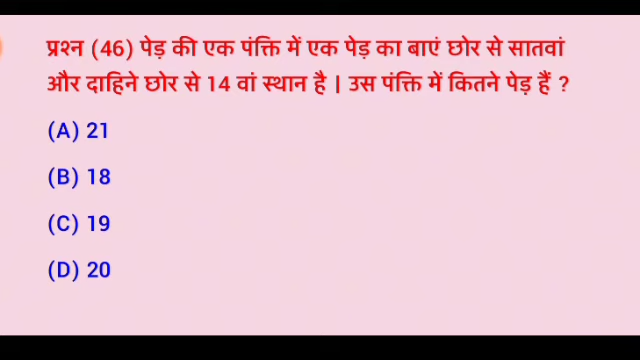 प्रश्न (46) पेड़ की एक पंक्ति में एक पेड़ का बाएं छोर से सातवां
और दाहिने छोर से 14 वां स्थान है | उस पंक्ति में कितने पेड़ हैं ?
(A) 21
(B) 18
(C) 19
(D) 20